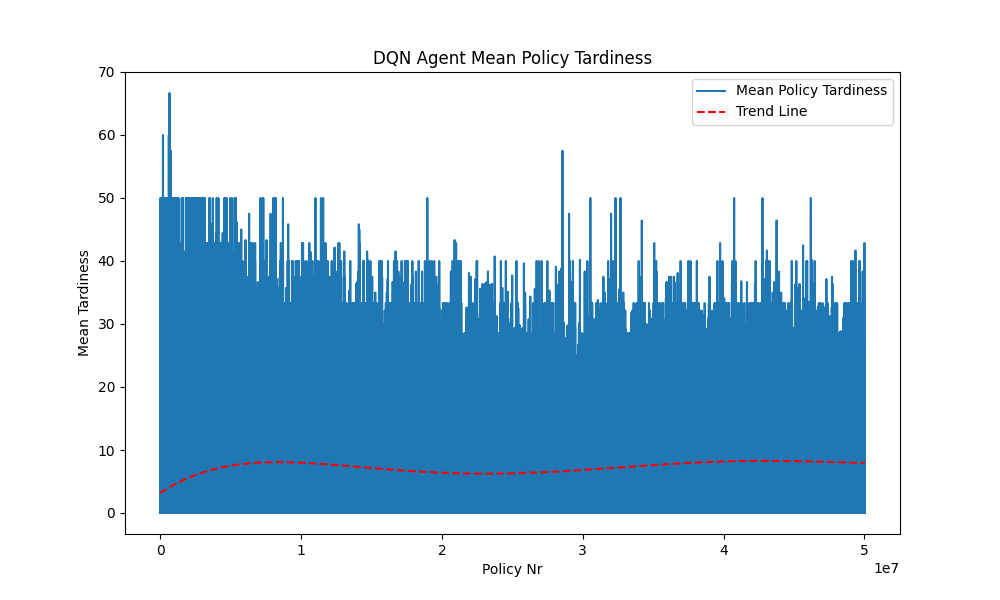 DQN Agent Mean Policy Tardiness
Mean Policy Tardiness
Trend Line
Mean Tardiness
70
60
50
40
30
20
10
0
0 1 2 3 4 5
1e7
Policy Nr